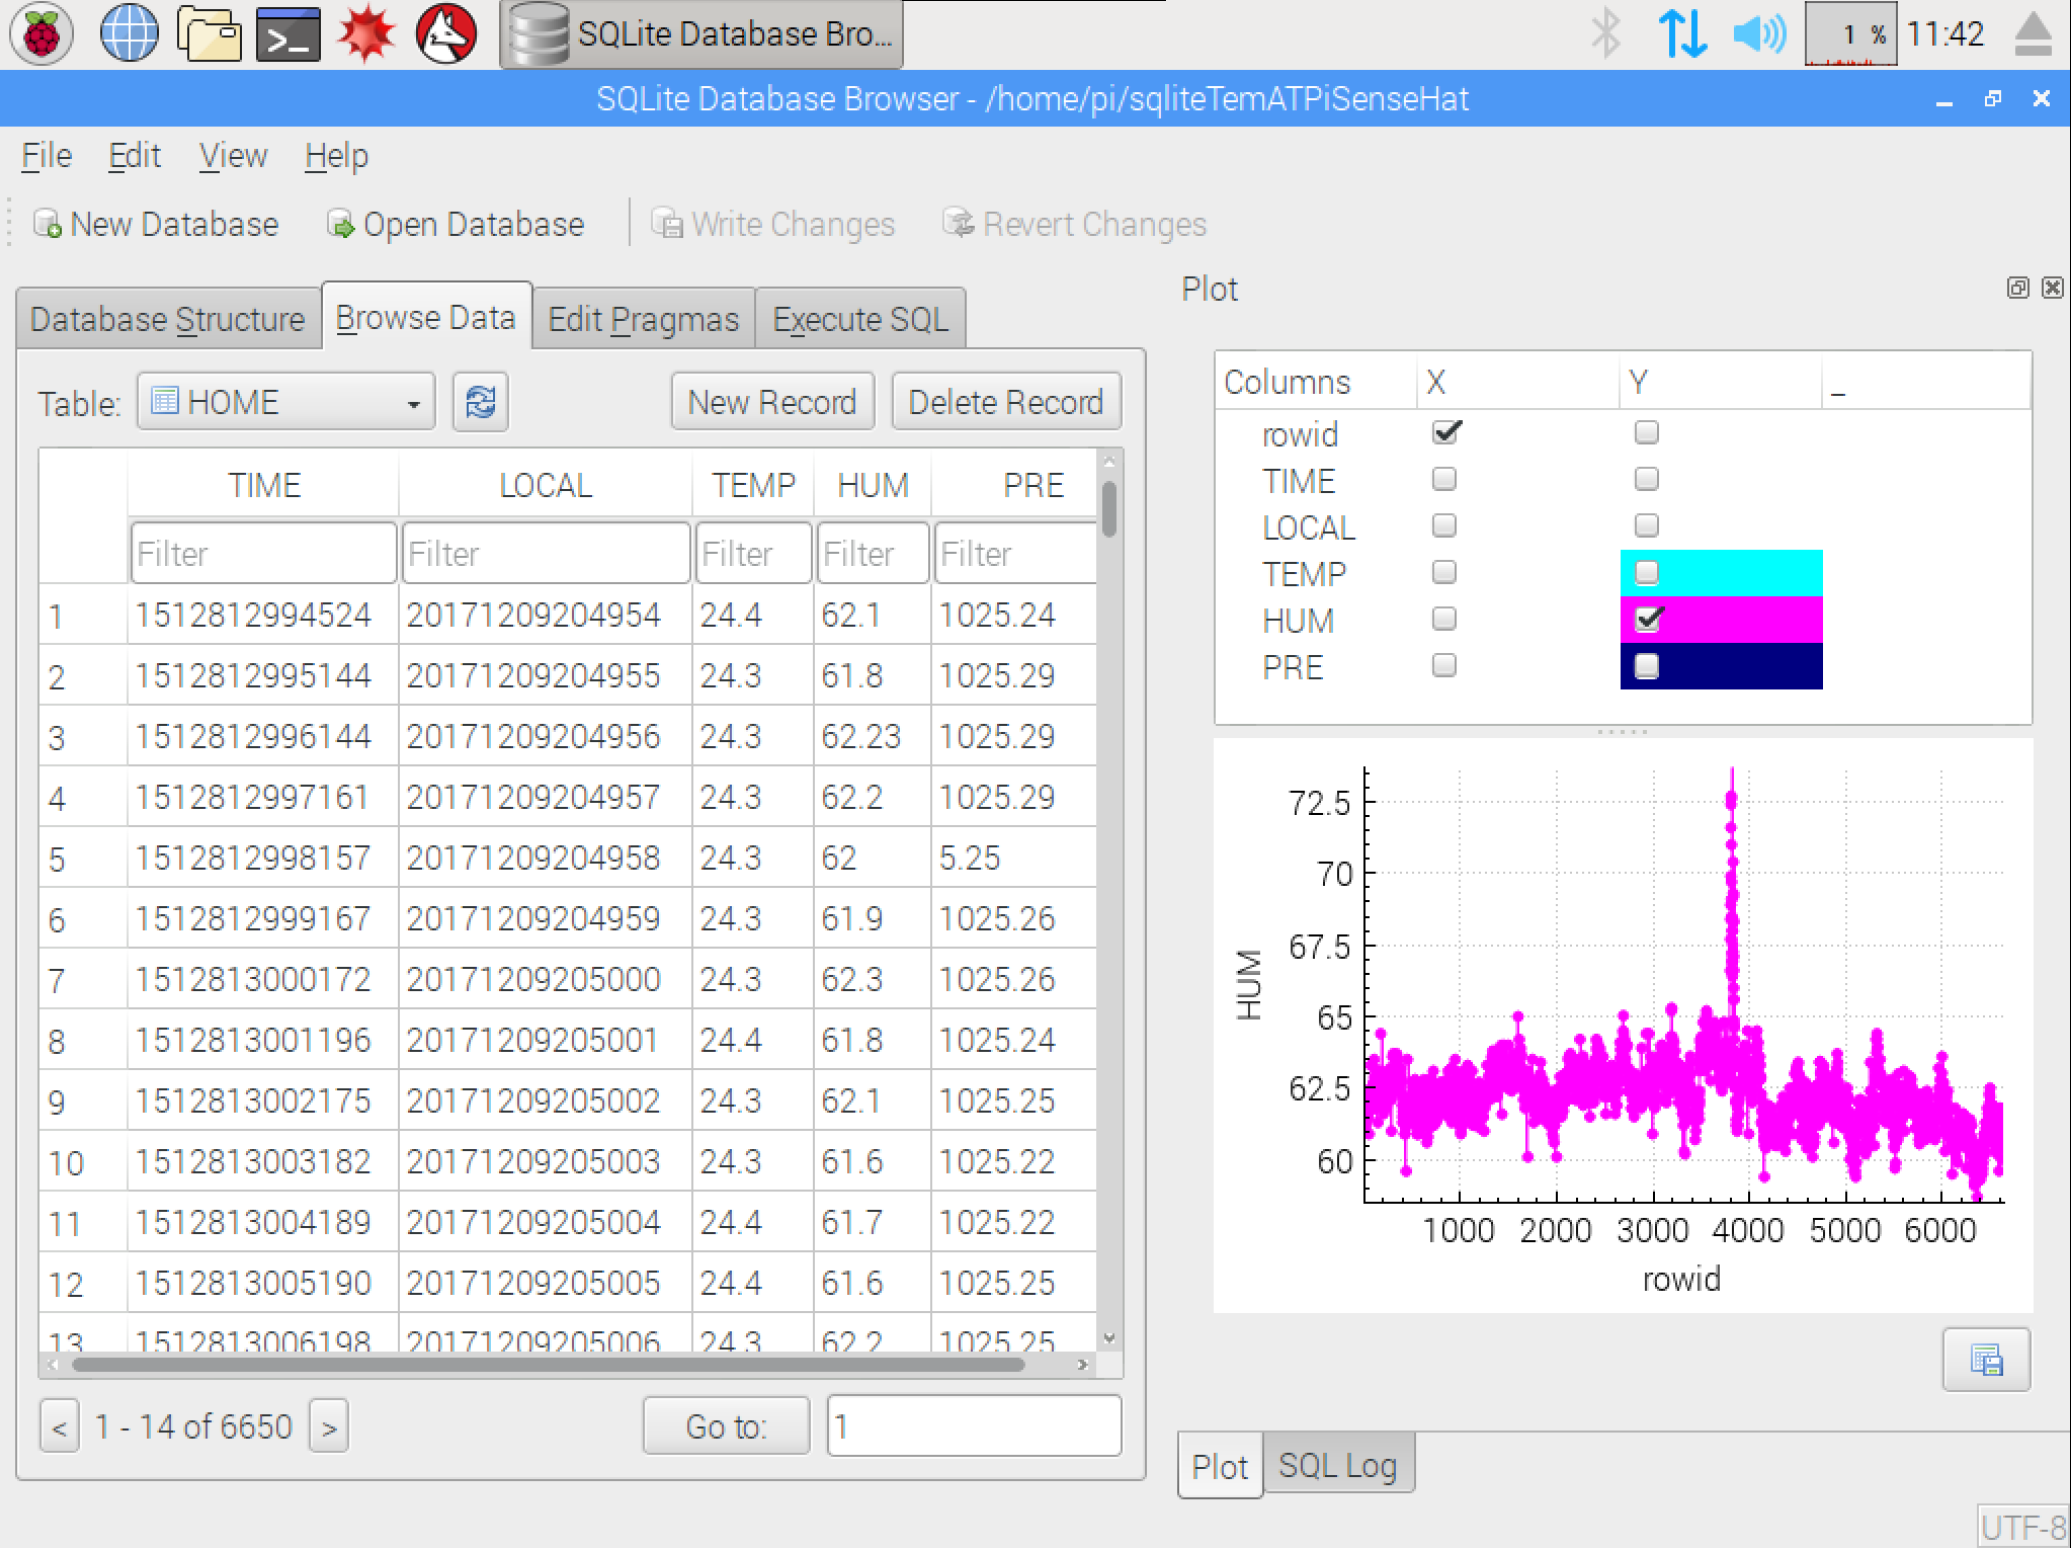 SQLite Database Bro...
1 %
11:42
SQLite Database Browser - /home/pi/sqliteTemATPiSenseHat
File Edit View Help
New Database Open Database Write Changes Revert Changes
Database Structure Browse Data Edit Pragmas Execute SQL
Table: HOME New Record Delete Record
TIME LOCAL TEMP HUM PRE
Filter Filter Filter Filter Filter
1 1512812994524 20171209204954 24.4 62.1 1025.24
2 1512812995144 20171209204955 24.3 61.8 1025.29
3 1512812996144 20171209204956 24.3 62.23 1025.29
4 1512812997161 20171209204957 24.3 62.2 1025.29
5 1512812998157 20171209204958 24.3 62 5.25
6 1512812999167 20171209204959 24.3 61.9 1025.26
7 1512813000172 20171209205000 24.3 62.3 1025.26
8 1512813001196 20171209205001 24.4 61.8 1025.24
9 1512813002175 20171209205002 24.3 62.1 1025.25
10 1512813003182 20171209205003 24.3 61.6 1025.22
11 1512813004189 20171209205004 24.4 61.7 1025.22
12 1512813005190 20171209205005 24.4 61.6 1025.25
13 1512813006198 20171209205006 24.3 62.2 1025.25
< 1 - 14 of 6650 > Go to: 1
Plot
Columns X Y _
rowid
TIME
LOCAL
TEMP
HUM
PRE
72.5
70
67.5
65
62.5
60
HUM
1000 2000 3000 4000 5000 6000
rowid
Plot SQL Log
UTF-8